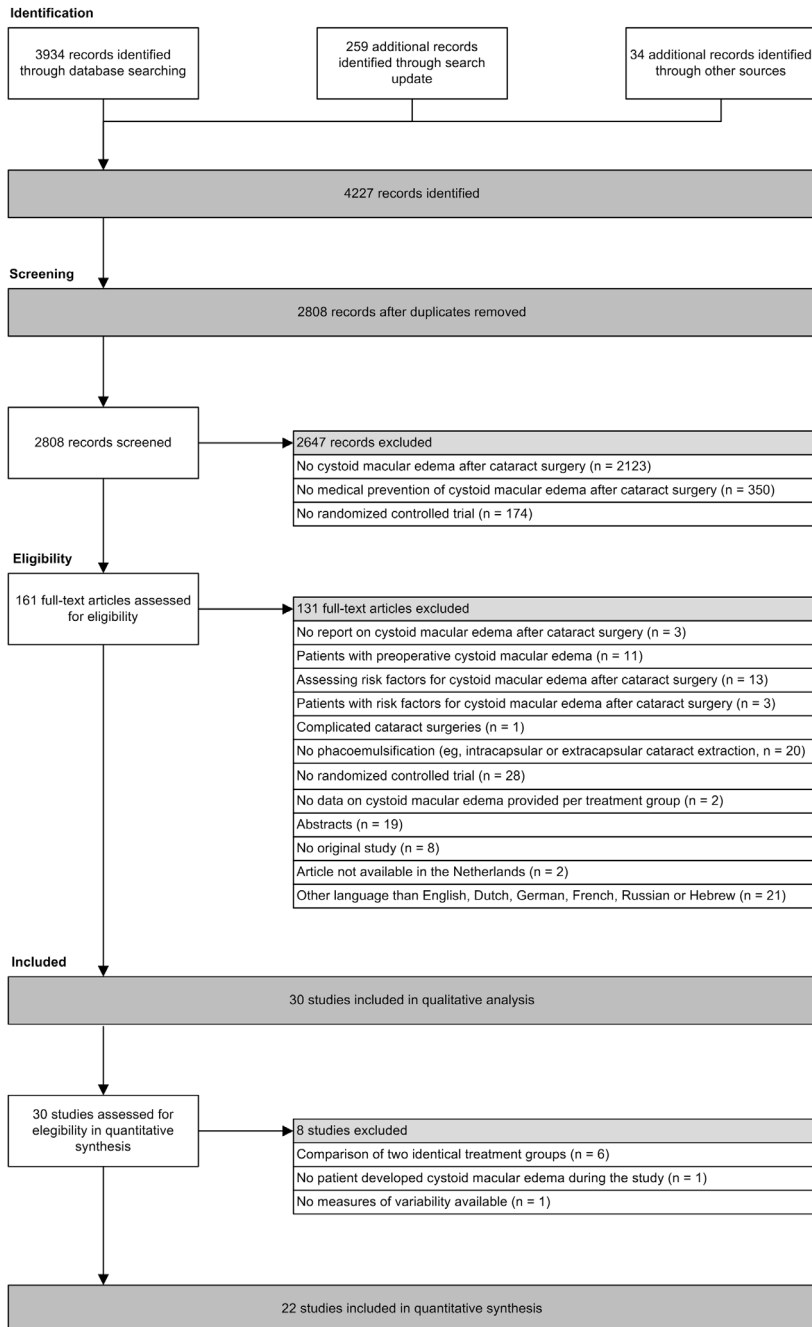 Identification
3934 records identified
through database searching
259 additional records
identified through search
update
34 additional records identified
through other sources
4227 records identified
Screening
2808 records after duplicates removed
2808 records screened
2647 records excluded
No cystoid macular edema after cataract surgery (n = 2123)
No medical prevention of cystoid macular edema after cataract surgery (n = 350)
No randomized controlled trial (n = 174)
Eligibility
161 full-text articles assessed
for eligibility
131 full-text articles excluded
No report on cystoid macular edema after cataract surgery (n = 3)
Patients with preoperative cystoid macular edema (n = 11)
Assessing risk factors for cystoid macular edema after cataract surgery (n = 13)
Patients with risk factors for cystoid macular edema after cataract surgery (n = 3)
Complicated cataract surgeries (n = 1)
No phacoemulsification (eg, intracapsular or extracapsular cataract extraction, n = 20)
No randomized controlled trial (n = 28)
No data on cystoid macular edema provided per treatment group (n = 2)
Abstracts (n = 19)
No original study (n = 8)
Article not available in the Netherlands (n = 2)
Other language than English, Dutch, German, French, Russian or Hebrew (n = 21)
Included
30 studies included in qualitative analysis
30 studies assessed for
elegibility in quantitative
synthesis
8 studies excluded
Comparison of two identical treatment groups (n = 6)
No patient developed cystoid macular edema during the study (n = 1)
No measures of variability available (n = 1)
22 studies included in quantitative synthesis